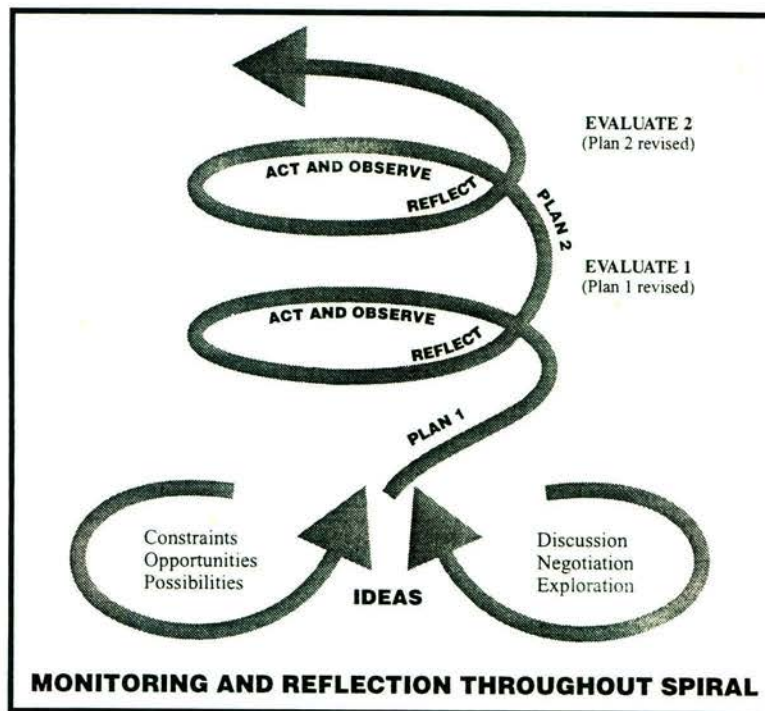 EVALUATE 2
(Plan 2 revised)
ACT AND OBSERVE
REFLECT
PLAN 2
EVALUATE 1
(Plan 1 revised)
ACT AND OBSERVE
REFLECT
PLAN 1
Constraints
Opportunities
Possibilities
Discussion
Negotiation
Exploration
IDEAS
MONITORING AND REFLECTION THROUGHOUT SPIRAL